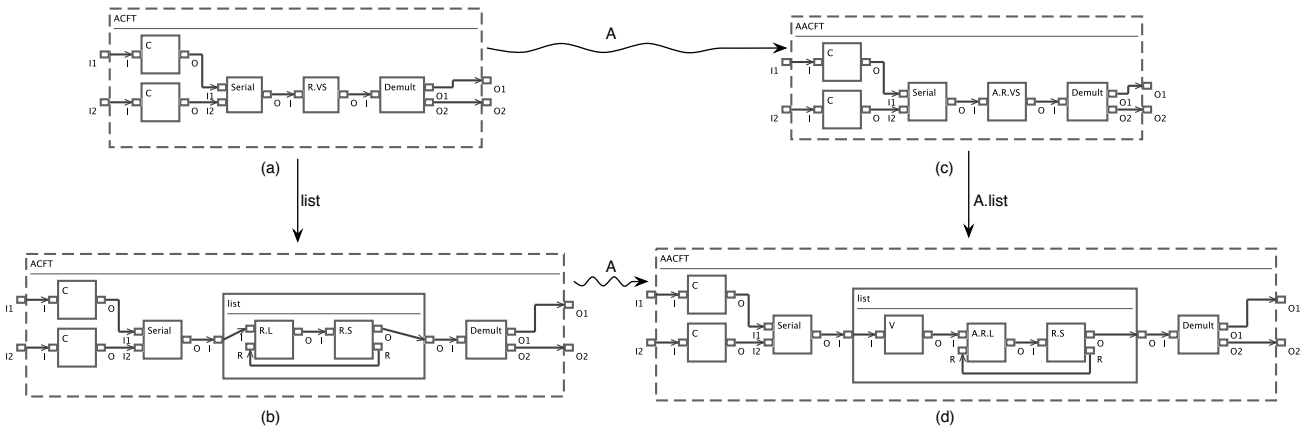 ACFT
C
I1
I
O
C
I2
I
O
Serial
I1
I2
O
I
R.VS
O
I
Demult
O1
O2
O1
O2
(a)
A
AACFT
C
I1
I
O
C
I2
I
O
Serial
I1
I2
O
I
A.R.VS
O
I
Demult
O1
O2
O1
O2
(c)
list
A.list
ACFT
C
I1
I
O
C
I2
I
O
Serial
I1
I2
O
I
list
R.L
I
R
O
I
R.S
O
R
O
I
Demult
O1
O2
O1
O2
(b)
A
AACFT
C
I1
I
O
C
I2
I
O
Serial
I1
I2
O
I
list
V
I
O
A.R.L
I
R
O
I
R.S
O
R
O
I
Demult
O1
O2
O1
O2
(d)